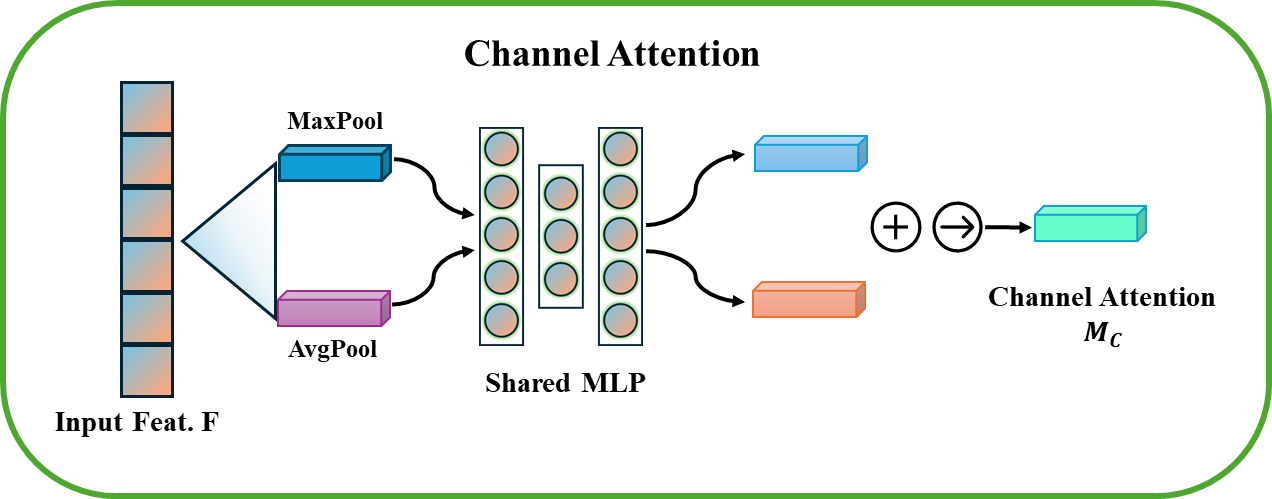 Channel Attention
MaxPool
AvgPool
Input Feat. F
Shared MLP
Channel Attention
M_C